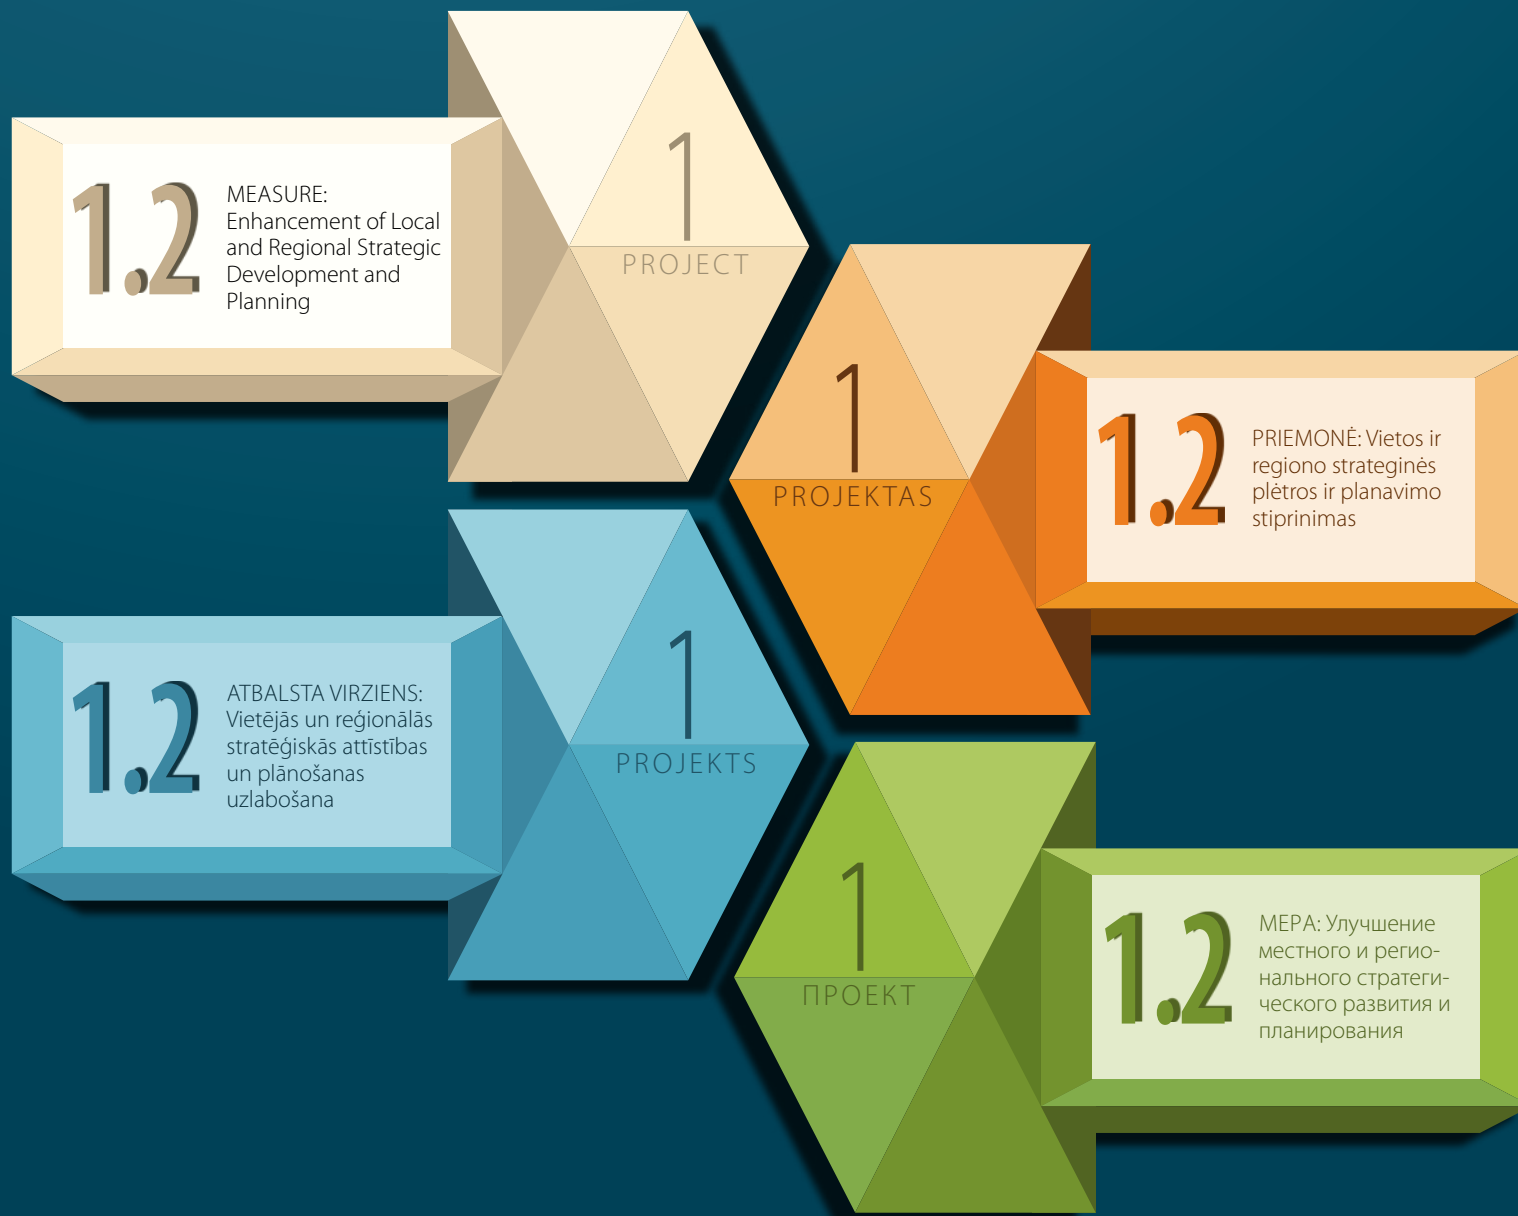 1.2
MEASURE:
Enhancement of Local
and Regional Strategic
Development and
Planning
1
PROJECT
1
PROJEKTAS
1.2
PRIEMONĖ: Vietos ir
regiono strateginės
plėtros ir planavimo
stiprinimas
1.2
ATBALSTA VIRZIENS:
Vietējās un reģionālās
stratēģiskās attīstības
un plānošanas
uzlabošana
1
PROJEKTS
1
ПРОЕКТ
1.2
МЕРА: Улучшение
местного и регио-
нального стратеги-
ческого развития и
планирования